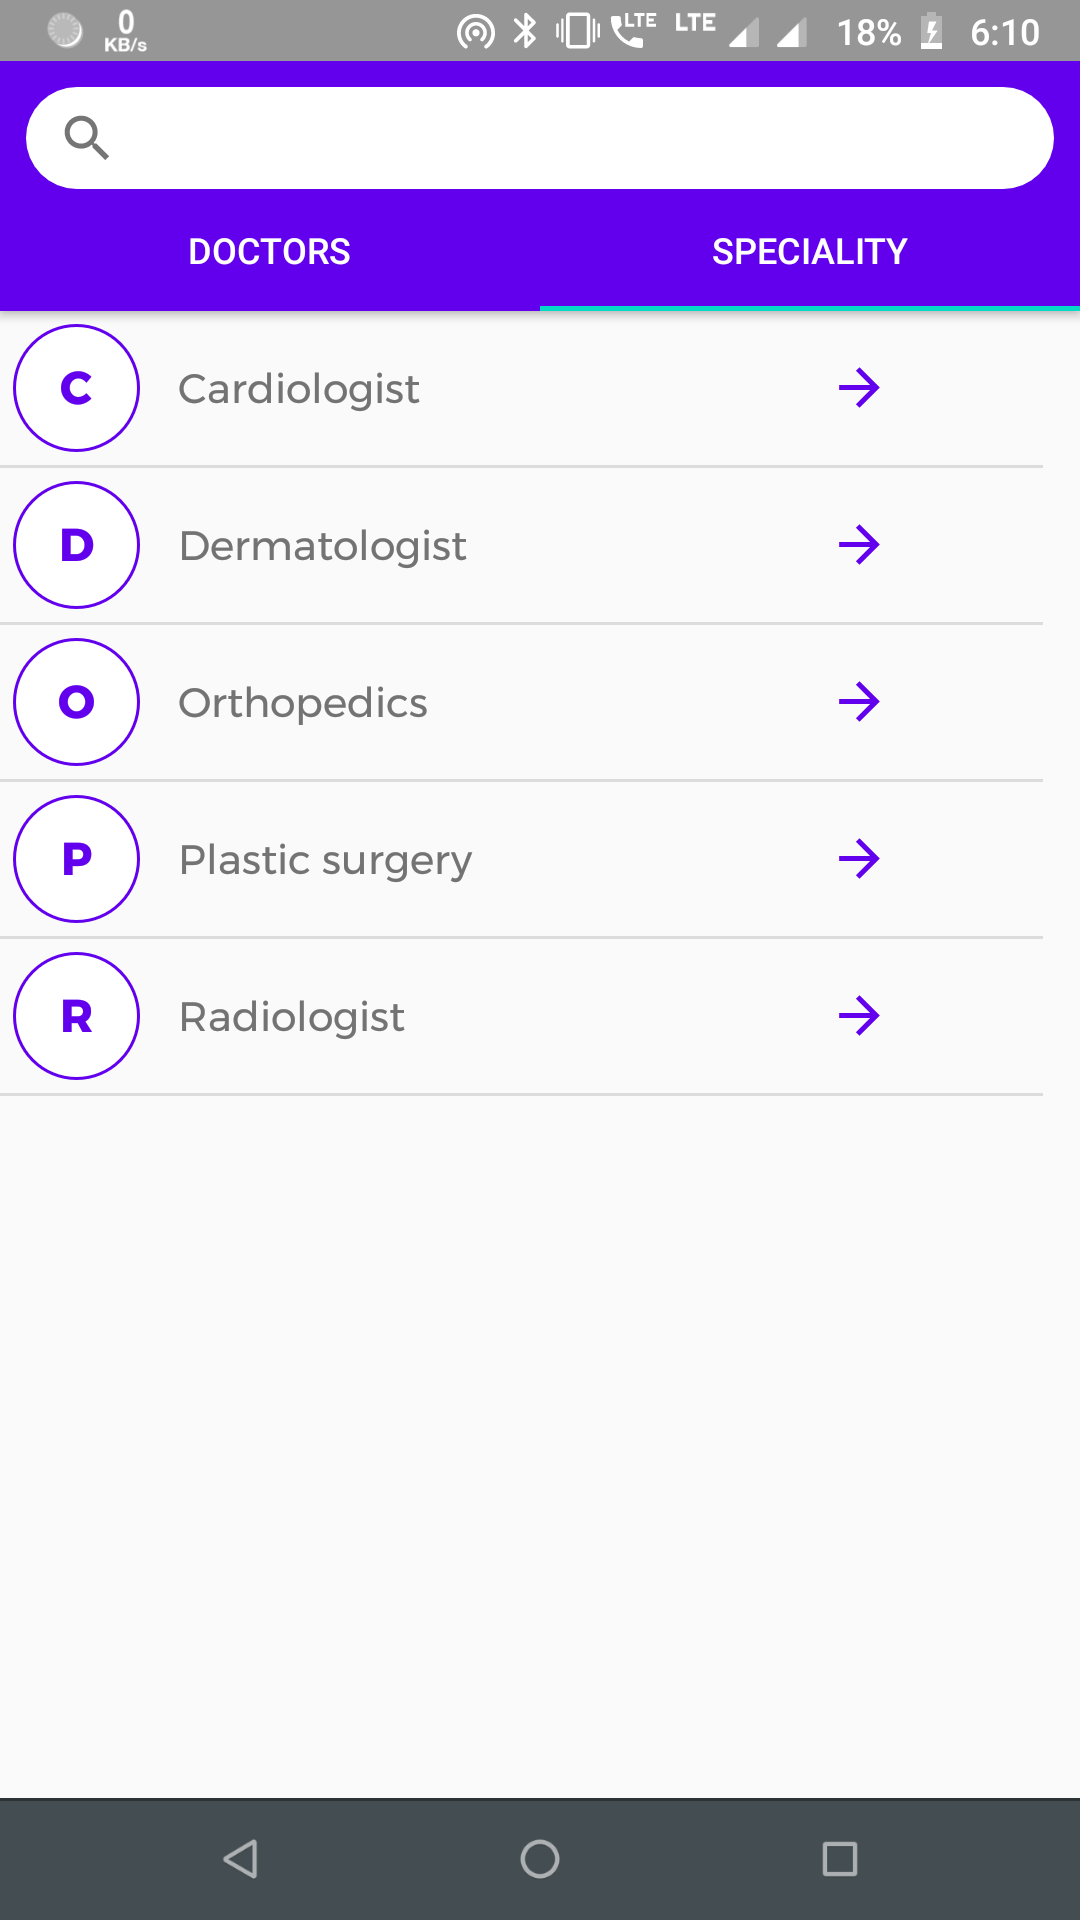 0 KB/s LTE LTE 18% 6:10
DOCTORS SPECIALITY
C Cardiologist
D Dermatologist
O Orthopedics
P Plastic surgery
R Radiologist